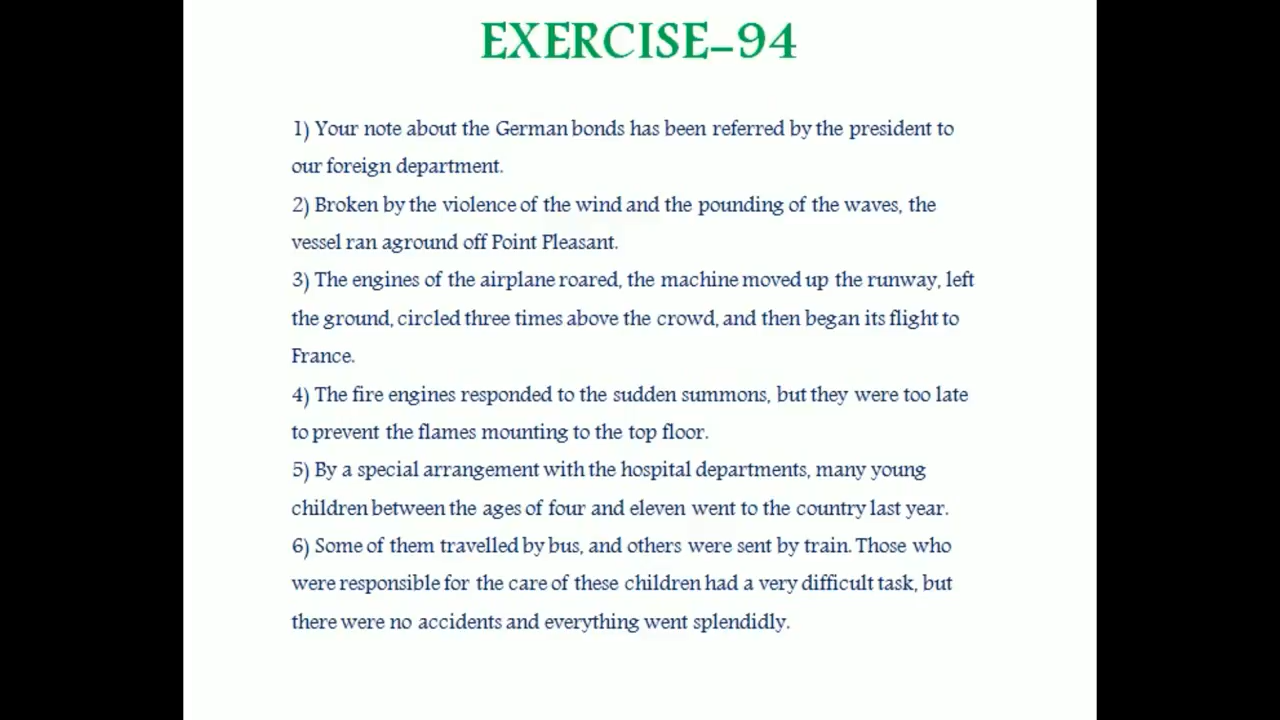 EXERCISE-94
1) Your note about the German bonds has been referred by the president to
our foreign department.
2) Broken by the violence of the wind and the pounding of the waves, the
vessel ran aground off Point Pleasant.
3) The engines of the airplane roared, the machine moved up the runway, left
the ground, circled three times above the crowd, and then began its flight to
France.
4) The fire engines responded to the sudden summons, but they were too late
to prevent the flames mounting to the top floor.
5) By a special arrangement with the hospital departments, many young
children between the ages of four and eleven went to the country last year.
6) Some of them travelled by bus, and others were sent by train. Those who
were responsible for the care of these children had a very difficult task, but
there were no accidents and everything went splendidly.